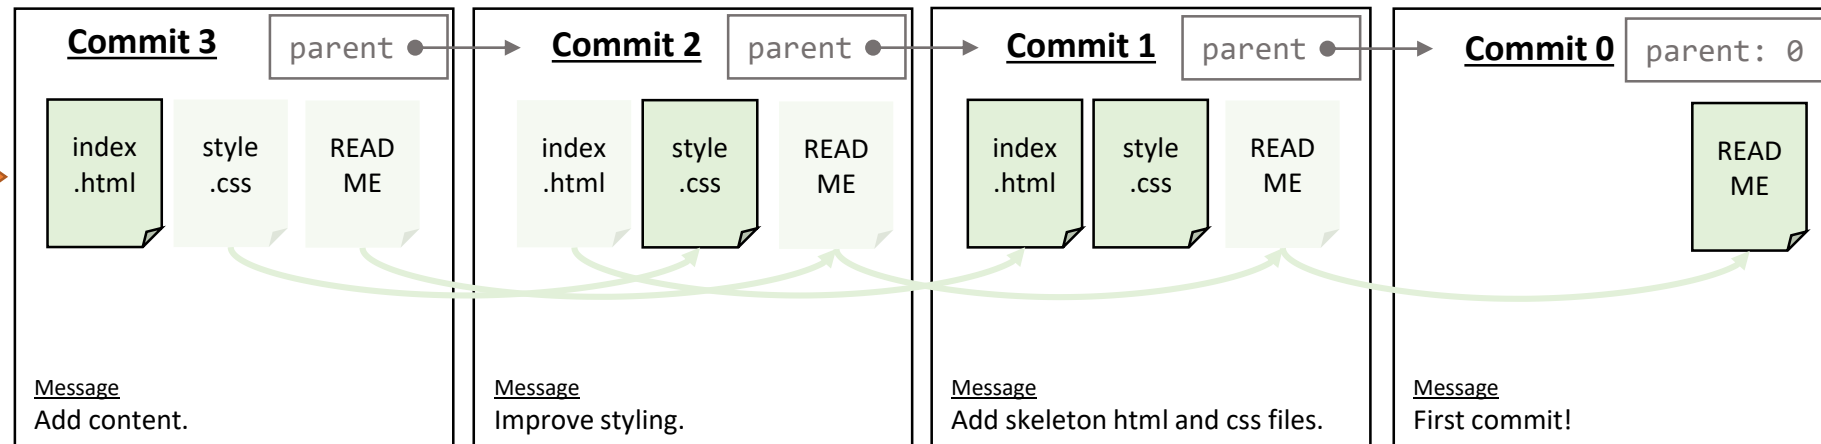 Commit 3
parent
index
.html
style
.css
READ
ME
Message
Add content.
Commit 2
parent
index
.html
style
.css
READ
ME
Message
Improve styling.
Commit 1
parent
index
.html
style
.css
READ
ME
Message
Add skeleton html and css files.
Commit 0
parent: 0
READ
ME
Message
First commit!